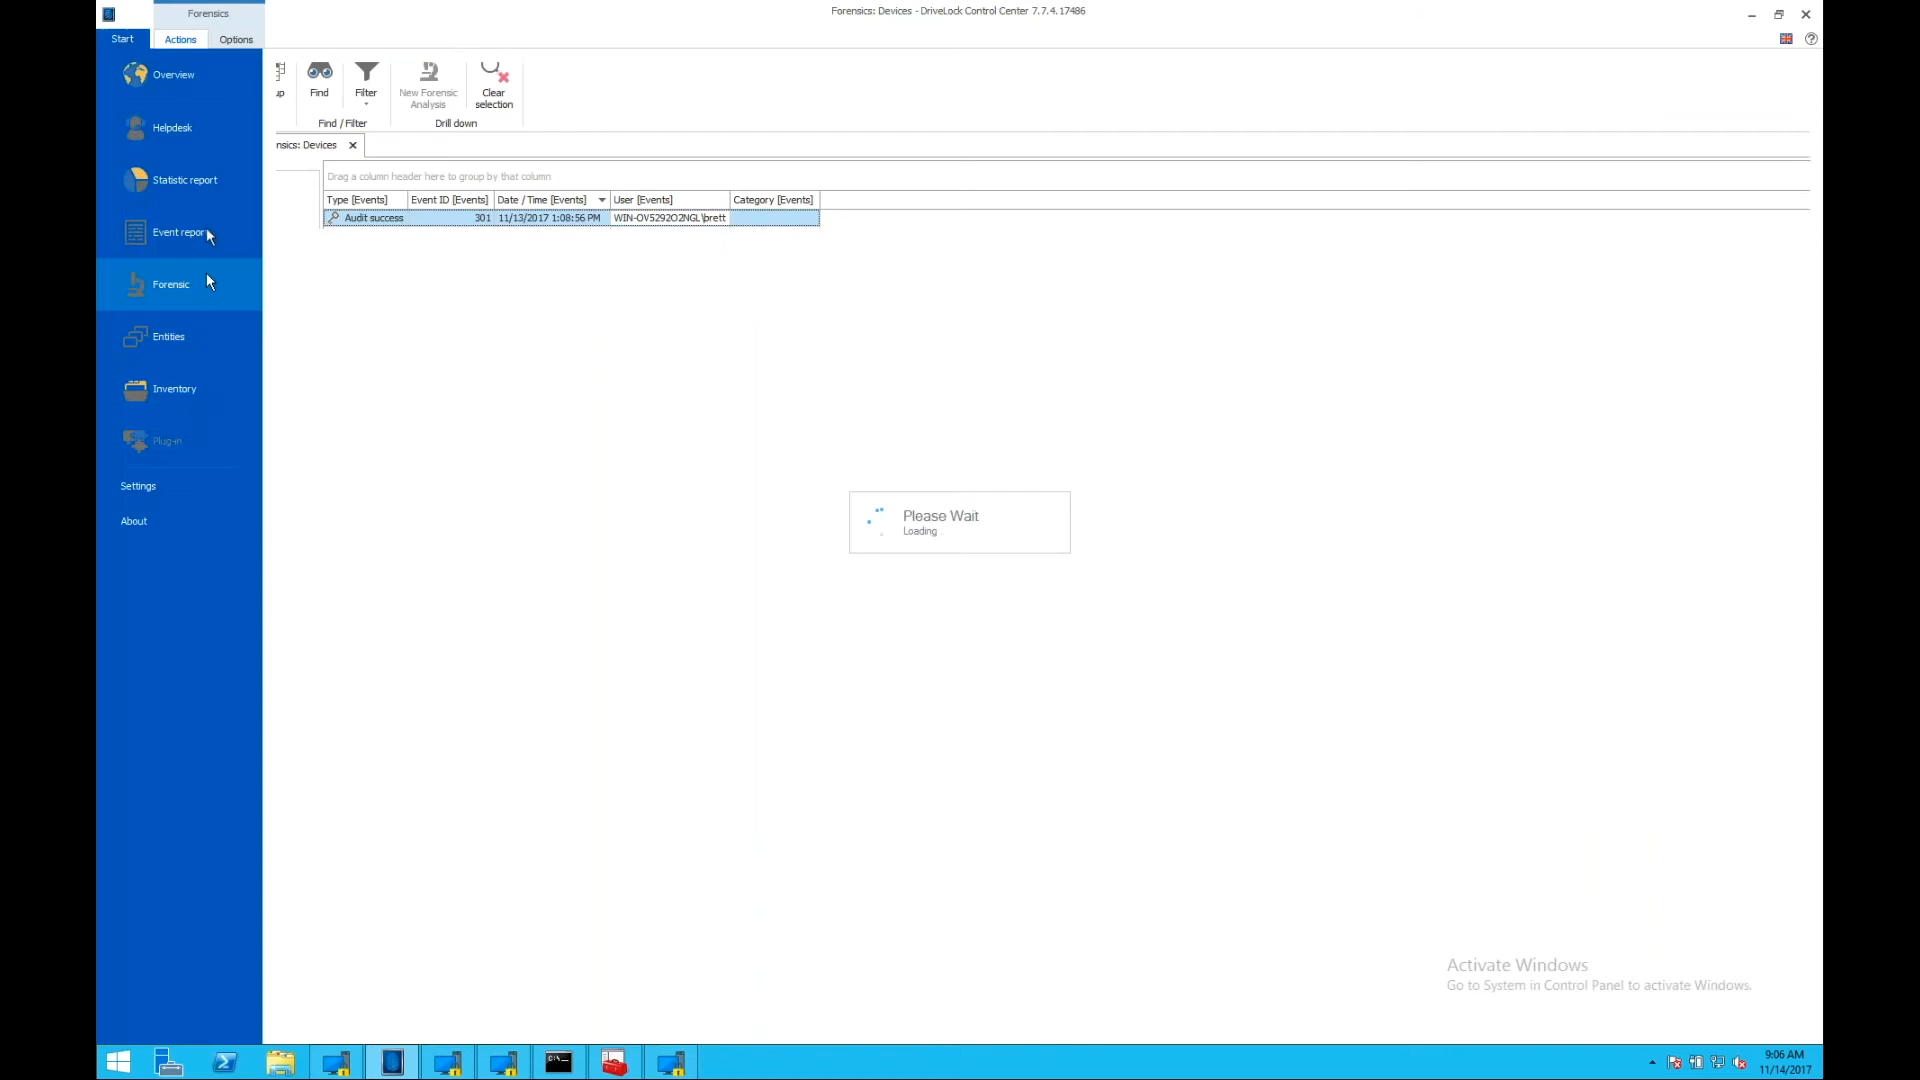 Forensics
Forensics: Devices - DriveLock Control Center 7.7.4.17486
Start
Actions
Options
Overview
Helpdesk
Statistic report
Event report
Forensic
Entities
Inventory
Plug-in
Settings
About
up
Find
Filter
New Forensic
Analysis
Clear
selection
Find / Filter
Drill down
nsics: Devices
Drag a column header here to group by that column
Type [Events]
Event ID [Events]
Date / Time [Events]
User [Events]
Category [Events]
Audit success
301
11/13/2017 1:08:56 PM
WIN-OV5292O2NGL\brett
Please Wait
Loading
Activate Windows
Go to System in Control Panel to activate Windows.
C:\_
9:06 AM
11/14/2017